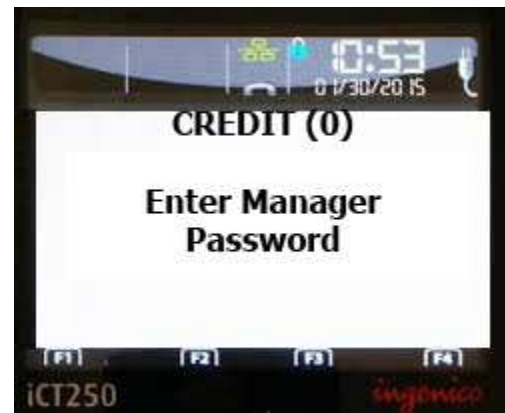 10:53
01/30/2015
CREDIT (0)
Enter Manager
Password
F1 F2 F3 F4
iCT250 ingenico